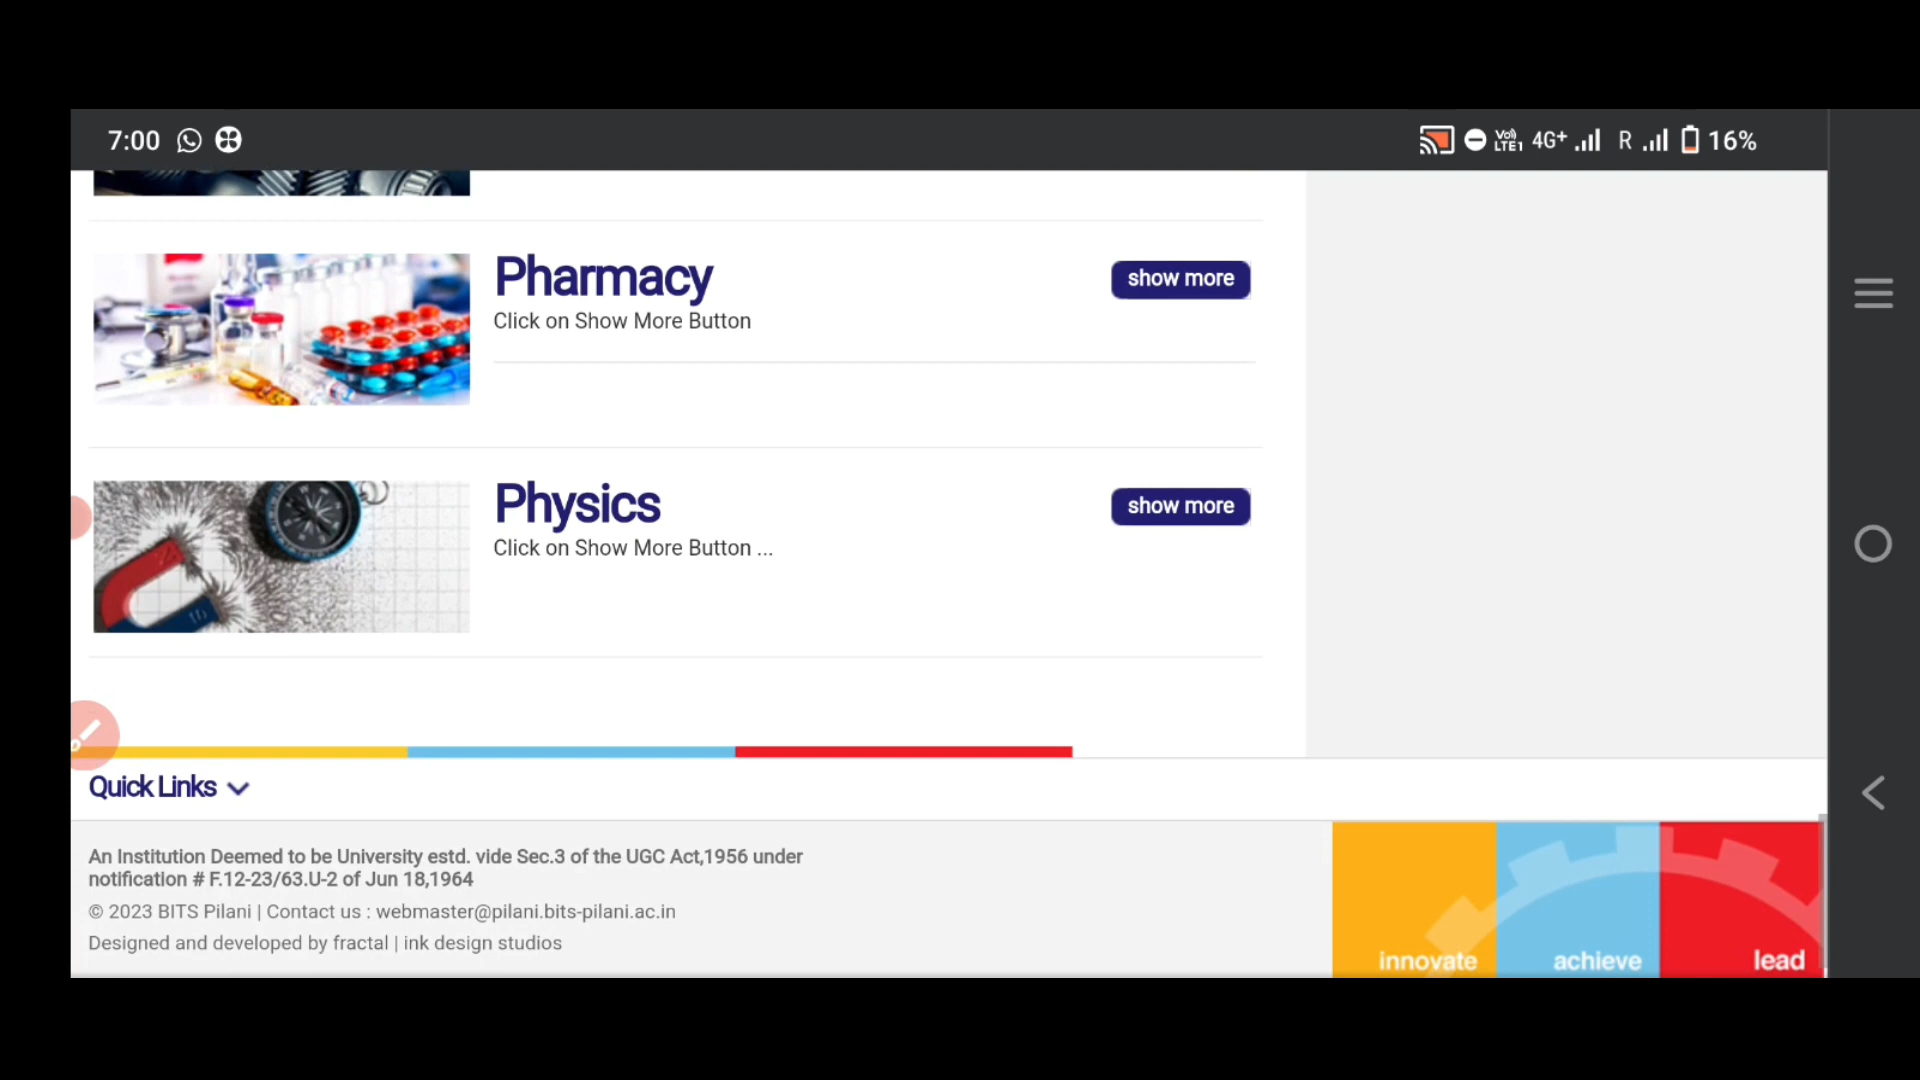 7:00
Vo) LTE1 4G+ R 16%
Pharmacy
show more
Click on Show More Button
Physics
show more
Click on Show More Button ...
Quick Links
An Institution Deemed to be University estd. vide Sec.3 of the UGC Act,1956 under
notification # F.12-23/63.U-2 of Jun 18,1964
© 2023 BITS Pilani | Contact us : webmaster@pilani.bits-pilani.ac.in
Designed and developed by fractal | ink design studios
innovate achieve lead